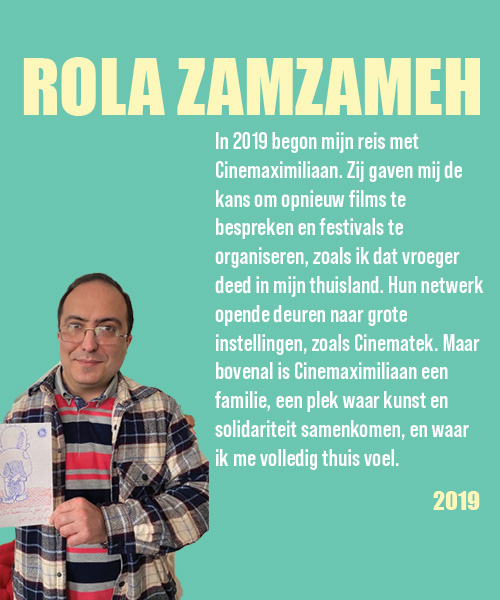 ROLA ZAMZAMEH
In 2019 begon mijn reis met
Cinemaximiliaan. Zij gaven mij de
kans om opnieuw films te
bespreken en festivals te
organiseren, zoals ik dat vroeger
deed in mijn thuisland. Hun netwerk
opende deuren naar grote
instellingen, zoals Cinematek. Maar
bovenal is Cinemaximiliaan een
familie, een plek waar kunst en
solidariteit samenkomen, en waar
ik me volledig thuis voel.
2019